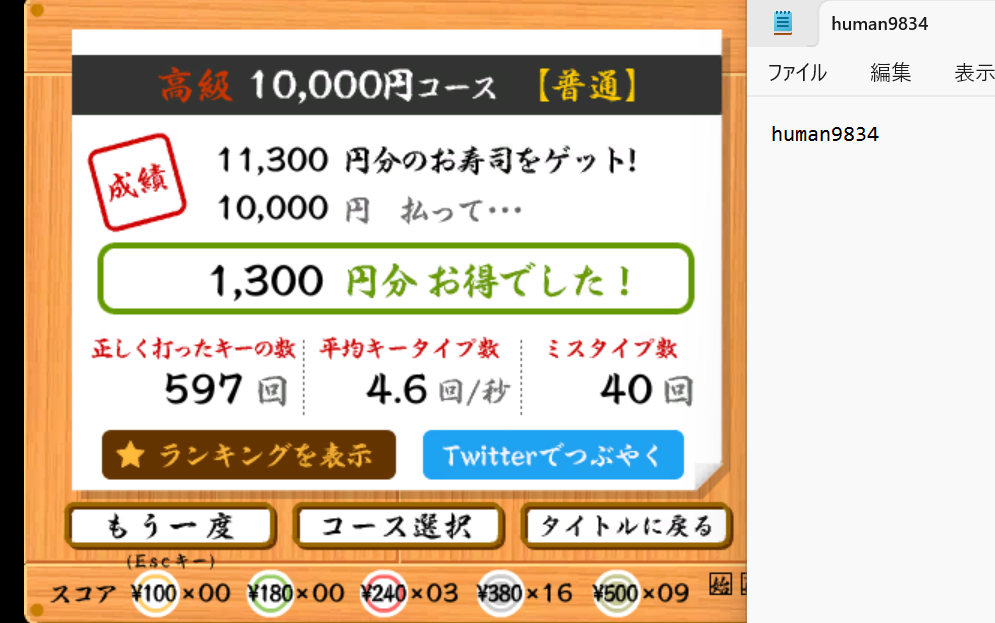 高級 10,000円コース 【普通】
成績
11,300 円分のお寿司をゲット!
10,000 円 払って･･･
1,300 円分 お得でした！
正しく打ったキーの数 平均キータイプ数 ミスタイプ数
597 回 4.6 回/秒 40 回
★ ランキングを表示 Twitterでつぶやく
もう一度 コース選択 タイトルに戻る
(Escキー)
スコア ¥100×00 ¥180×00 ¥240×03 ¥380×16 ¥500×09 始
human9834
ファイル 編集 表示
human9834